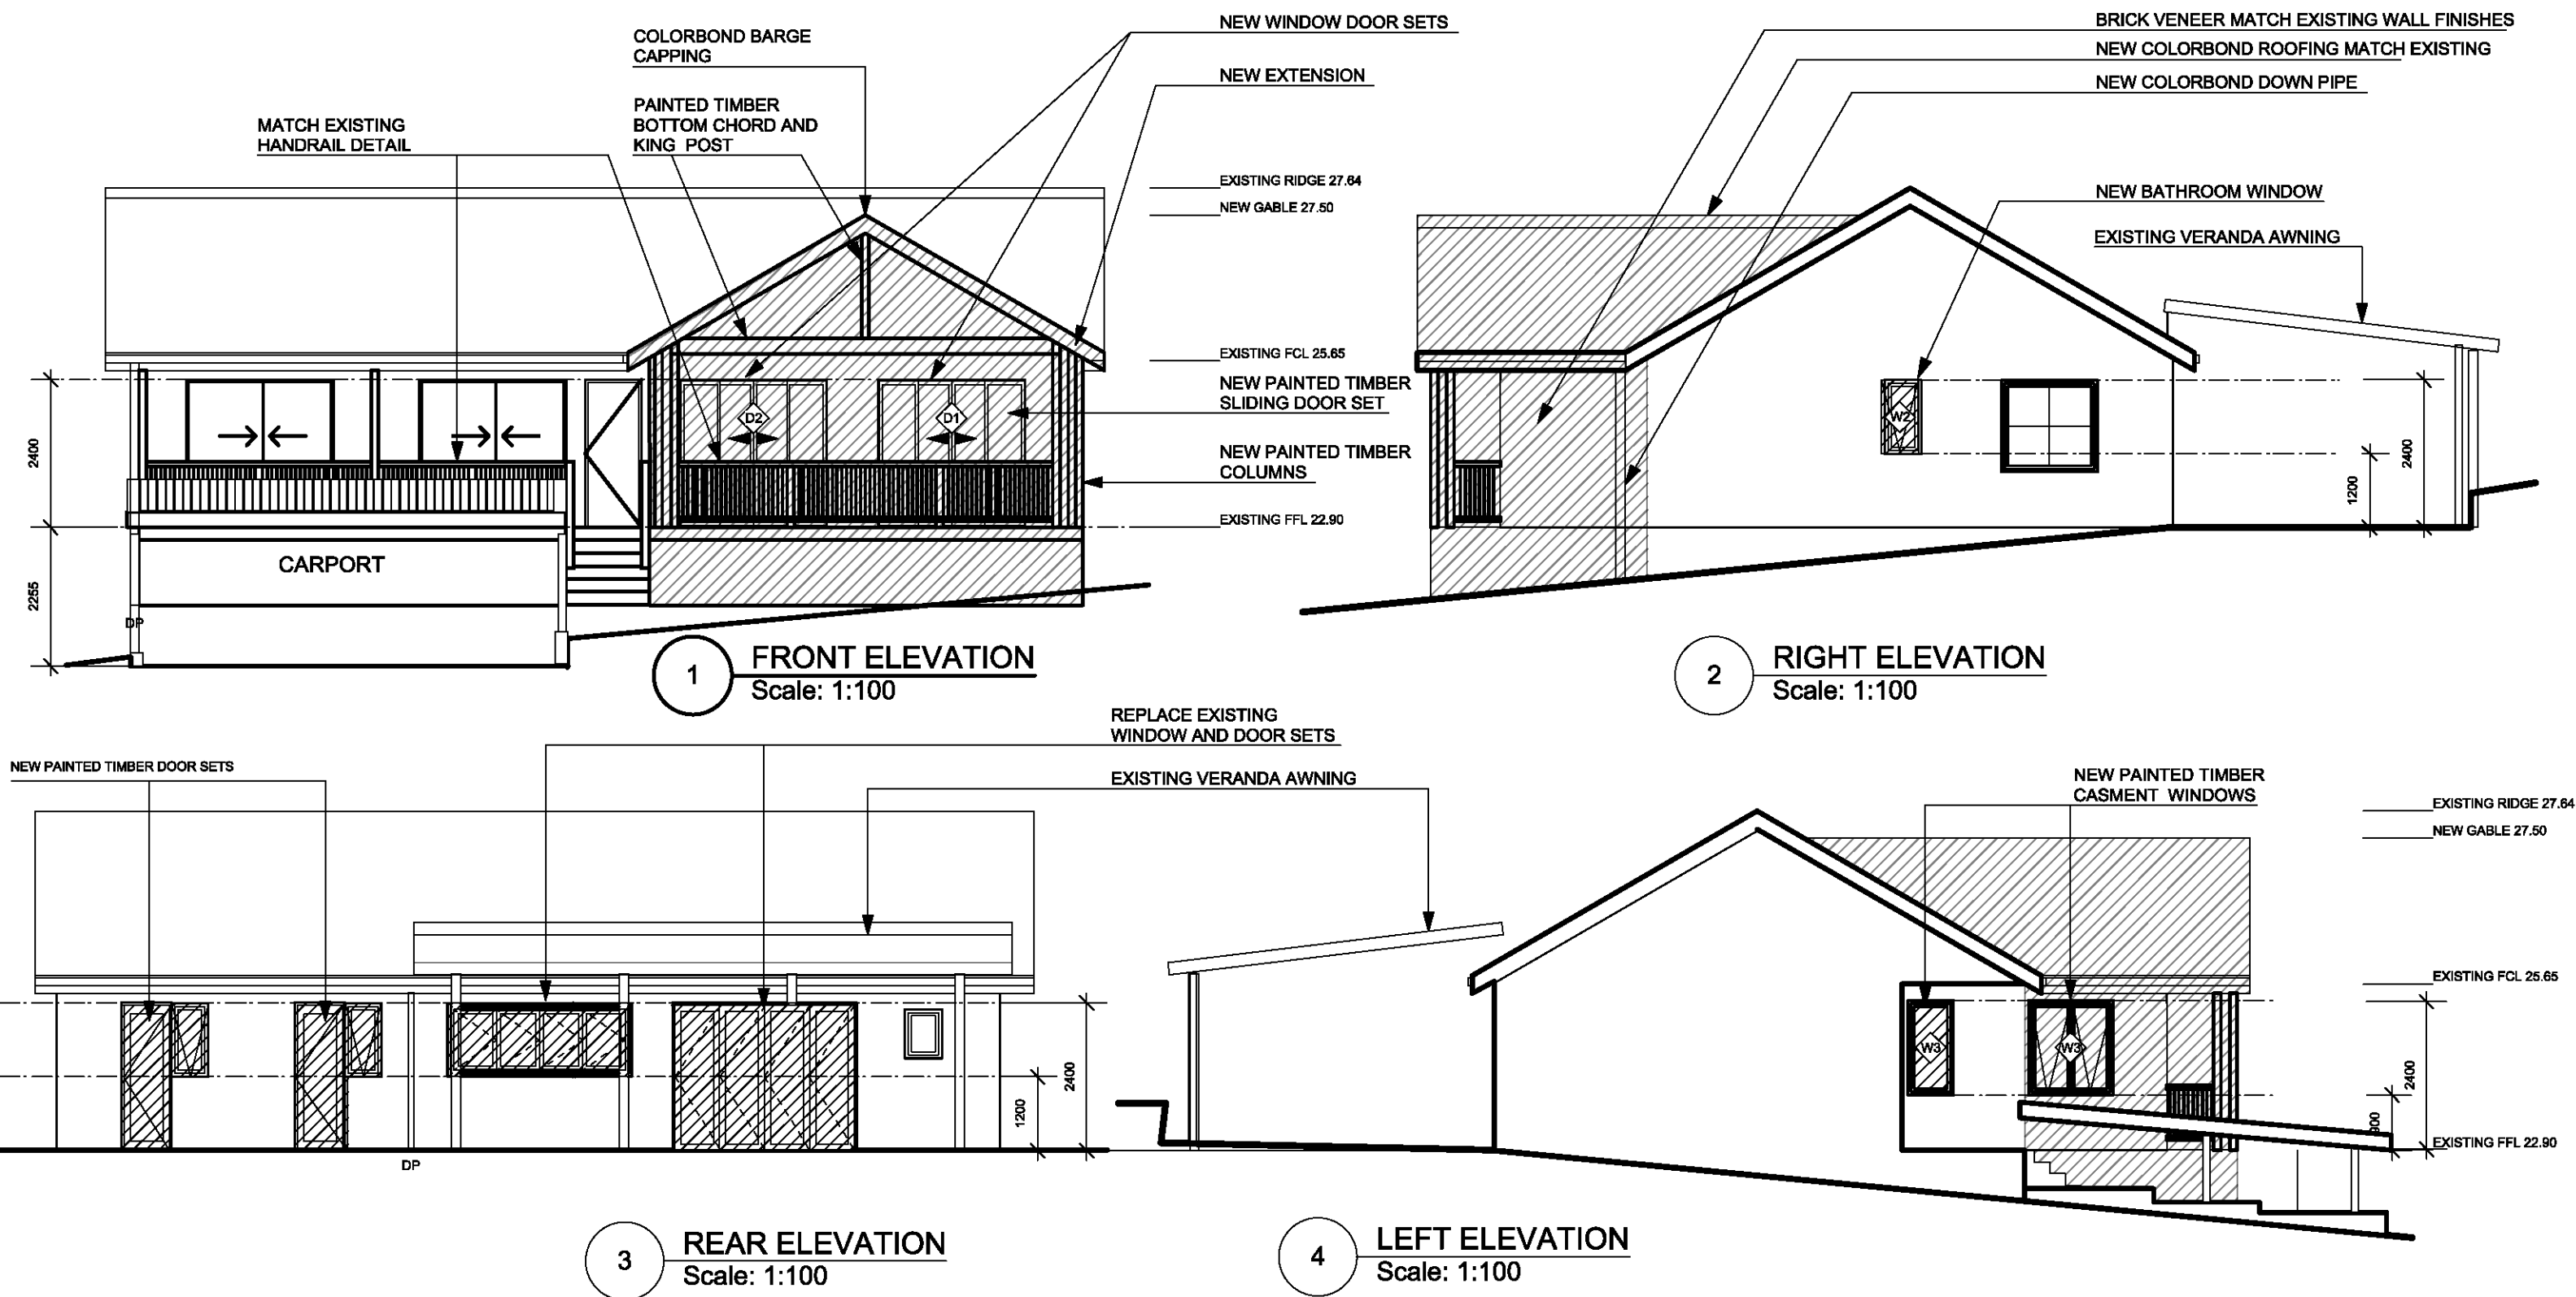 NEW WINDOW DOOR SETS
BRICK VENEER MATCH EXISTING WALL FINISHES
COLORBOND BARGE
CAPPING
NEW COLORBOND ROOFING MATCH EXISTING
NEW EXTENSION
NEW COLORBOND DOWN PIPE
PAINTED TIMBER
BOTTOM CHORD AND
KING POST
MATCH EXISTING
HANDRAIL DETAIL
EXISTING RIDGE 27.64
NEW GABLE 27.50
NEW BATHROOM WINDOW
EXISTING VERANDA AWNING
EXISTING FCL 25.65
NEW PAINTED TIMBER
SLIDING DOOR SET
D2
D1
W2
2400
NEW PAINTED TIMBER
COLUMNS
2400
1200
EXISTING FFL 22.90
CARPORT
2255
DP
1
FRONT ELEVATION
Scale: 1:100
2
RIGHT ELEVATION
Scale: 1:100
REPLACE EXISTING
WINDOW AND DOOR SETS
NEW PAINTED TIMBER DOOR SETS
EXISTING VERANDA AWNING
NEW PAINTED TIMBER
CASMENT WINDOWS
EXISTING RIDGE 27.64
NEW GABLE 27.50
EXISTING FCL 25.65
W3
W3
2400
1200
2400
900
EXISTING FFL 22.90
DP
3
REAR ELEVATION
Scale: 1:100
4
LEFT ELEVATION
Scale: 1:100